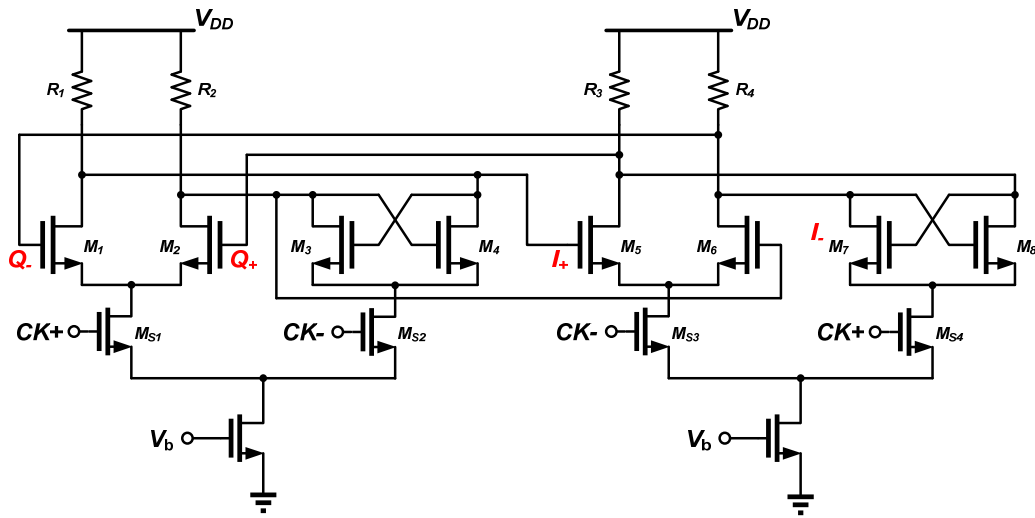 VDD VDD
R1 R2 R3 R4
Q- M1 M2 Q+ M3 M4 I+ M5 M6 I- M7 M8
CK+ MS1 CK- MS2 CK- MS3 CK+ MS4
Vb Vb